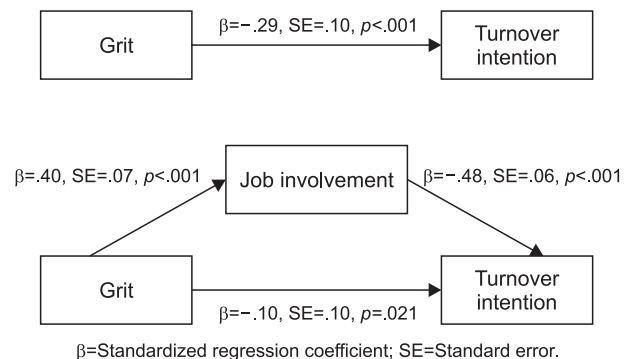 β=−.29, SE=.10, p<.001
Grit
Turnover
intention
Job involvement
β=.40, SE=.07, p<.001
β=−.48, SE=.06, p<.001
Grit
Turnover
intention
β=−.10, SE=.10, p=.021
β=Standardized regression coefficient; SE=Standard error.